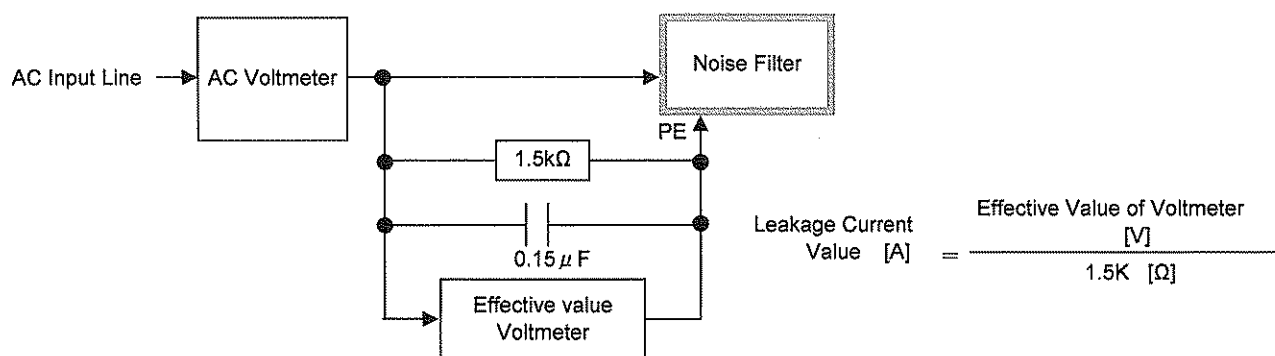 AC Input Line
AC Voltmeter
Noise Filter
PE
1.5kΩ
0.15μF
Effective value
Voltmeter
Leakage Current
Value [A]
=
Effective Value of Voltmeter
[V]
1.5K [Ω]